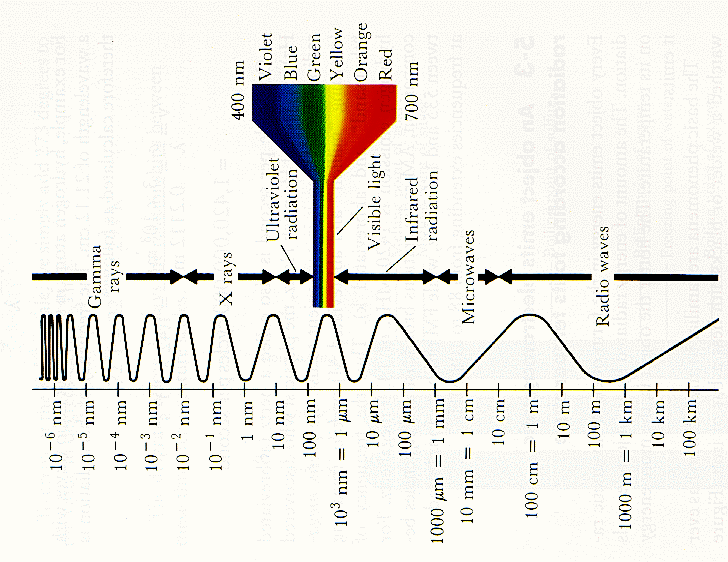 400 nm
Violet
Blue
Green
Yellow
Orange
Red
700 nm
Gamma
rays
X rays
Ultraviolet
radiation
Visible light
Infrared
radiation
Microwaves
Radio waves
10⁻⁶ nm
10⁻⁵ nm
10⁻⁴ nm
10⁻³ nm
10⁻² nm
10⁻¹ nm
1 nm
10 nm
100 nm
10³ nm = 1 μm
10 μm
100 μm
1000 μm = 1 mm
10 mm = 1 cm
10 cm
100 cm = 1 m
10 m
100 m
1000 m = 1 km
10 km
100 km